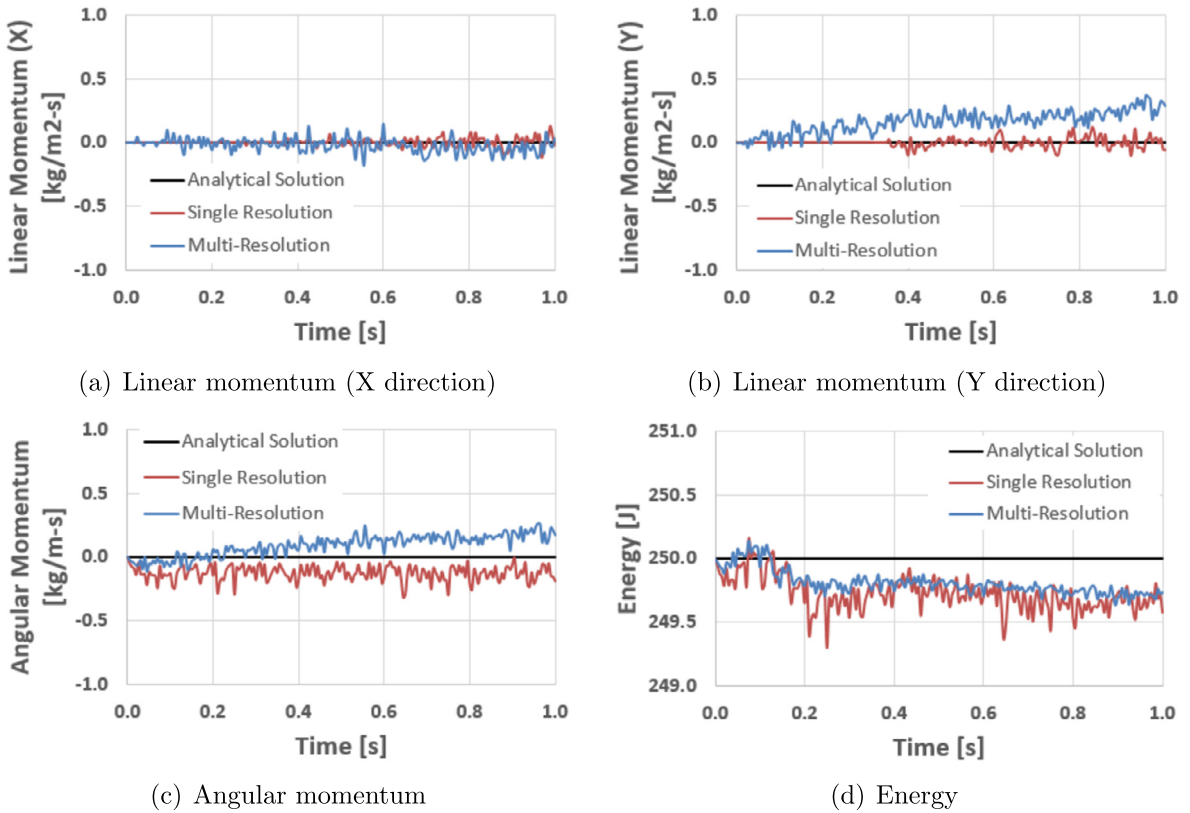 Linear Momentum (X)
[kg/m2-s]
1.0
0.5
0.0
-0.5
-1.0
Analytical Solution
Single Resolution
Multi-Resolution
0.0 0.2 0.4 0.6 0.8 1.0
Time [s]
(a) Linear momentum (X direction)
Linear Momentum (Y)
[kg/m2-s]
1.0
0.5
0.0
-0.5
-1.0
Analytical Solution
Single Resolution
Multi-Resolution
0.0 0.2 0.4 0.6 0.8 1.0
Time [s]
(b) Linear momentum (Y direction)
Angular Momentum
[kg/m-s]
1.0
0.5
0.0
-0.5
-1.0
Analytical Solution
Single Resolution
Multi-Resolution
0.0 0.2 0.4 0.6 0.8 1.0
Time [s]
(c) Angular momentum
Energy [J]
251.0
250.5
250.0
249.5
249.0
Analytical Solution
Single Resolution
Multi-Resolution
0.0 0.2 0.4 0.6 0.8 1.0
Time [s]
(d) Energy